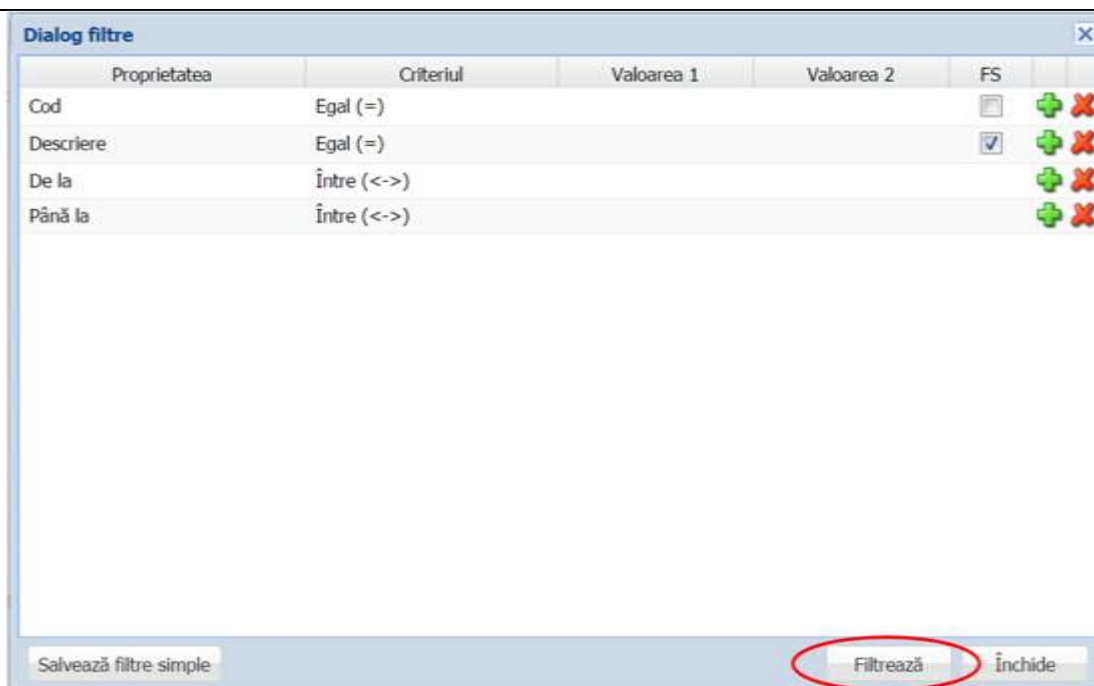 Dialog filtre
Proprietatea Criteriul Valoarea 1 Valoarea 2 FS
Cod Egal (=)
Descriere Egal (=)
De la Între (<->)
Până la Între (<->)
Salvează filtre simple Filtrează Închide